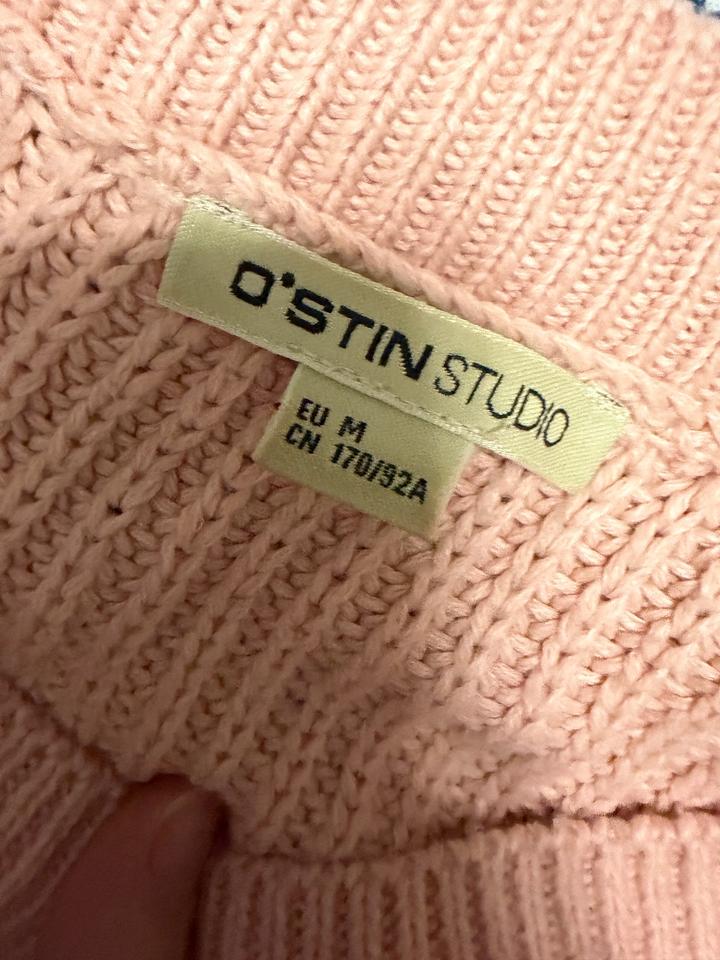 O'STIN STUDIO
EU M
CN 170/92A